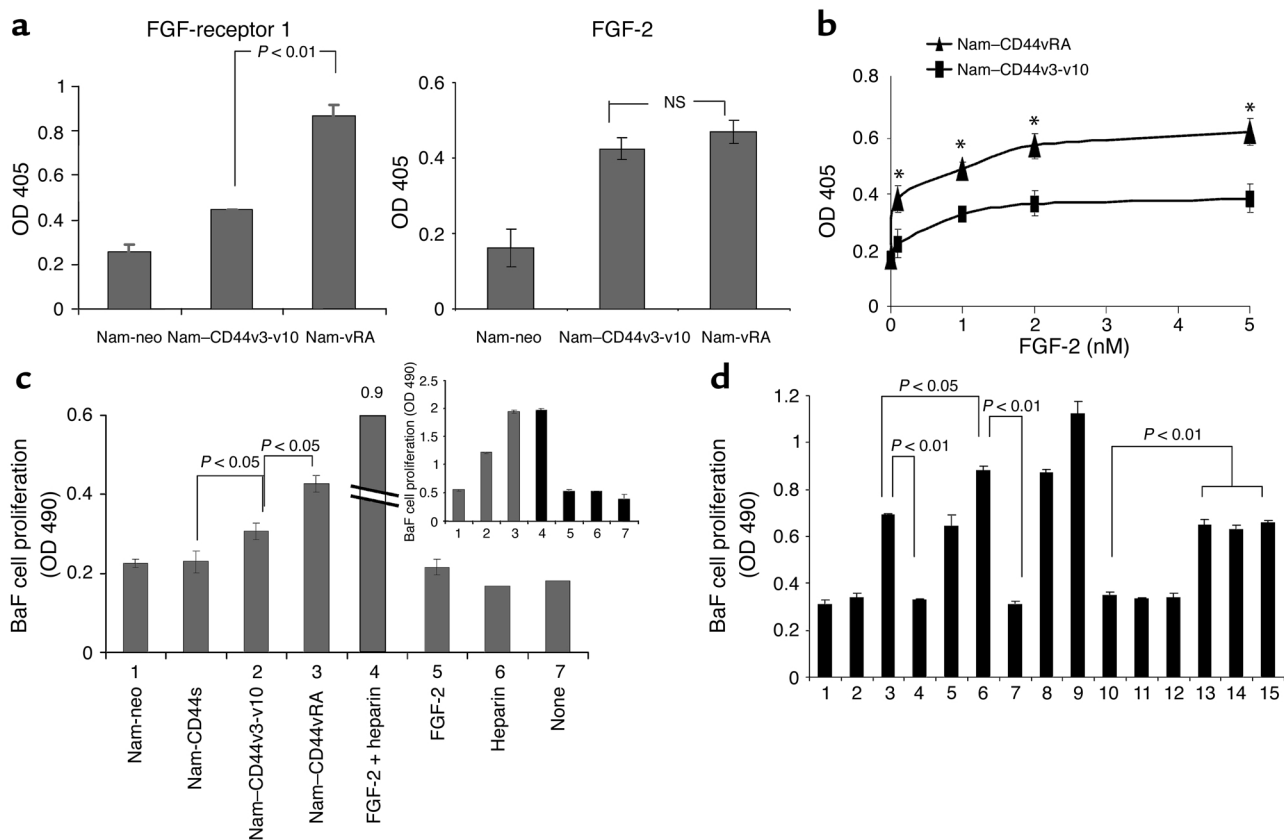 a
FGF-receptor 1
P < 0.01
1
0.8
0.6
0.4
0.2
0
OD 405
Nam-neo Nam–CD44v3-v10 Nam-vRA
FGF-2
NS
0.6
0.4
0.2
0
OD 405
Nam-neo Nam–CD44v3-v10 Nam-vRA
b
Nam–CD44vRA
Nam–CD44v3-v10
0.8
0.6
0.4
0.2
0
OD 405
* * * *
0 1 2 3 4 5
FGF-2 (nM)
c
0.9
0.6
0.4
0.2
0
BaF cell proliferation
(OD 490)
P < 0.05
P < 0.05
1 2 3 4 5 6 7
Nam-neo
Nam-CD44s
Nam–CD44v3-v10
Nam–CD44vRA
FGF-2 + heparin
FGF-2
Heparin
None
BaF cell proliferation (OD 490)
2.5
2
1.5
1
0.5
0
1 2 3 4 5 6 7
d
1.2
1
0.8
0.6
0.4
0.2
0
BaF cell proliferation
(OD 490)
P < 0.05
P < 0.01
P < 0.01
P < 0.01
1 2 3 4 5 6 7 8 9 10 11 12 13 14 15